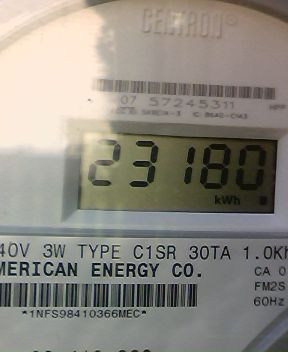 CENTRON®
07 57245311
23180
kWh
40V 3W TYPE C1SR 30TA 1.0Kh
MERICAN ENERGY CO.
CA 0
FM2S
60Hz
*1NFS98410366MEC*